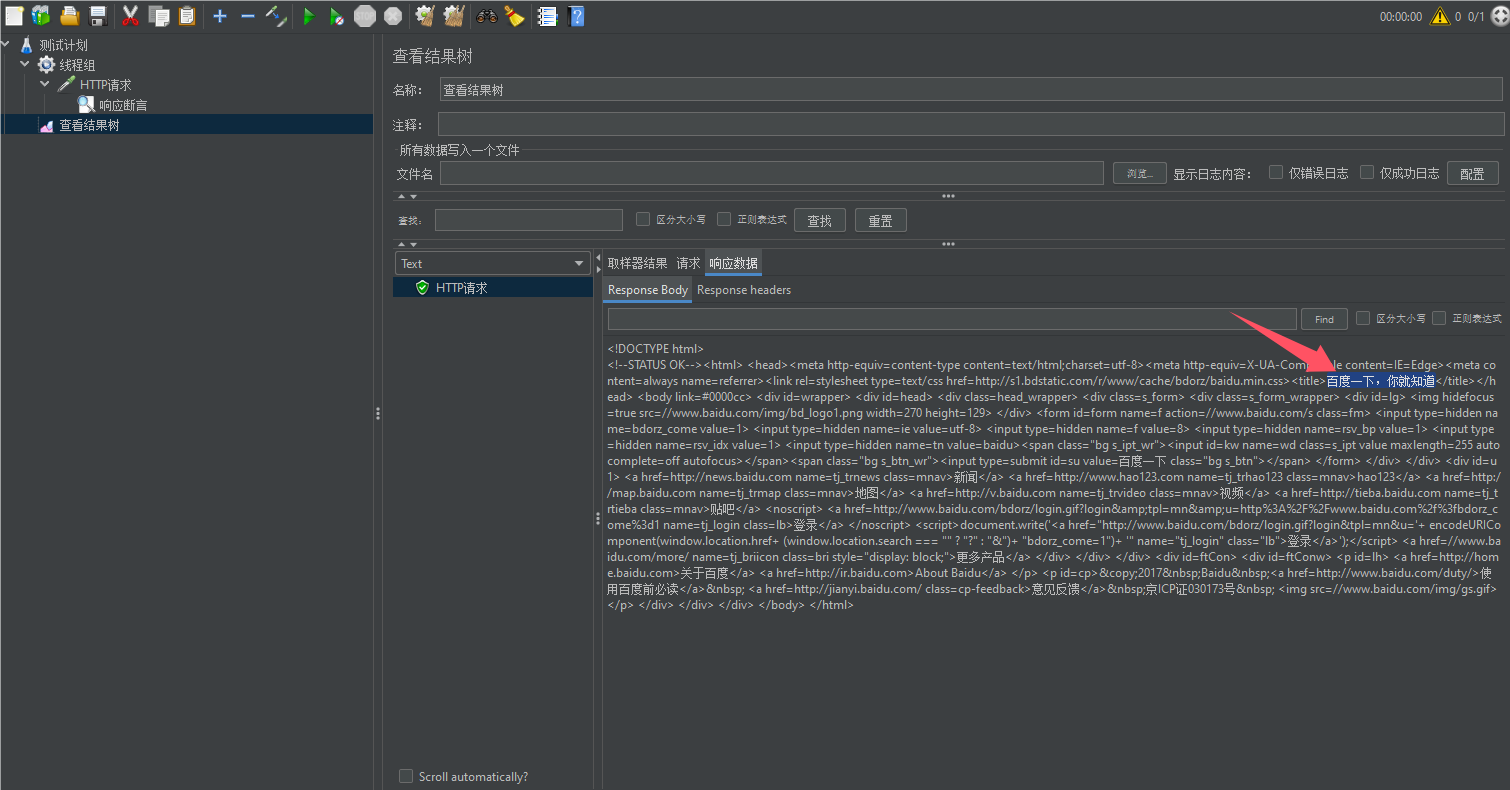 00:00:00 0 0/1
测试计划
线程组
HTTP请求
响应断言
查看结果树
查看结果树
名称： 查看结果树
注释：
所有数据写入一个文件
文件名 浏览... 显示日志内容： 仅错误日志 仅成功日志 配置
查找: 区分大小写 正则表达式 查找 重置
Text
HTTP请求
Scroll automatically?
取样器结果 请求 响应数据
Response Body Response headers
Find 区分大小写 正则表达式
<!DOCTYPE html>
<!--STATUS OK--><html> <head><meta http-equiv=content-type content=text/html;charset=utf-8><meta http-equiv=X-UA-Com le content=IE=Edge><meta co
ntent=always name=referrer><link rel=stylesheet type=text/css href=http://s1.bdstatic.com/r/www/cache/bdorz/baidu.min.css><title>百度一下，你就知道</title></h
ead> <body link=#0000cc> <div id=wrapper> <div id=head> <div class=head_wrapper> <div class=s_form> <div class=s_form_wrapper> <div id=lg> <img hidefocus
=true src=//www.baidu.com/img/bd_logo1.png width=270 height=129> </div> <form id=form name=f action=//www.baidu.com/s class=fm> <input type=hidden na
me=bdorz_come value=1> <input type=hidden name=ie value=utf-8> <input type=hidden name=f value=8> <input type=hidden name=rsv_bp value=1> <input type
=hidden name=rsv_idx value=1> <input type=hidden name=tn value=baidu><span class="bg s_ipt_wr"><input id=kw name=wd class=s_ipt value maxlength=255 auto
complete=off autofocus></span><span class="bg s_btn_wr"><input type=submit id=su value=百度一下 class="bg s_btn"></span> </form> </div> </div> <div id=u
1> <a href=http://news.baidu.com name=tj_trnews class=mnav>新闻</a> <a href=http://www.hao123.com name=tj_trhao123 class=mnav>hao123</a> <a href=http:/
/map.baidu.com name=tj_trmap class=mnav>地图</a> <a href=http://v.baidu.com name=tj_trvideo class=mnav>视频</a> <a href=http://tieba.baidu.com name=tj_t
rtieba class=mnav>贴吧</a> <noscript> <a href=http://www.baidu.com/bdorz/login.gif?login&amp;tpl=mn&amp;u=http%3A%2F%2Fwww.baidu.com%2f%3fbdorz_c
ome%3d1 name=tj_login class=lb>登录</a> </noscript> <script>document.write('<a href="http://www.baidu.com/bdorz/login.gif?login&tpl=mn&u='+ encodeURICo
mponent(window.location.href+ (window.location.search === "" ? "?" : "&")+ "bdorz_come=1")+ '" name="tj_login" class="lb">登录</a>');</script> <a href=//www.ba
idu.com/more/ name=tj_briicon class=bri style="display: block;">更多产品</a> </div> </div> </div> <div id=ftCon> <div id=ftConw> <p id=lh> <a href=http://hom
e.baidu.com>关于百度</a> <a href=http://ir.baidu.com>About Baidu</a> </p> <p id=cp>&copy;2017&nbsp;Baidu&nbsp;<a href=http://www.baidu.com/duty/>使
用百度前必读</a>&nbsp; <a href=http://jianyi.baidu.com/ class=cp-feedback>意见反馈</a>&nbsp;京ICP证030173号&nbsp; <img src=//www.baidu.com/img/gs.gif>
</p> </div> </div> </div> </body> </html>